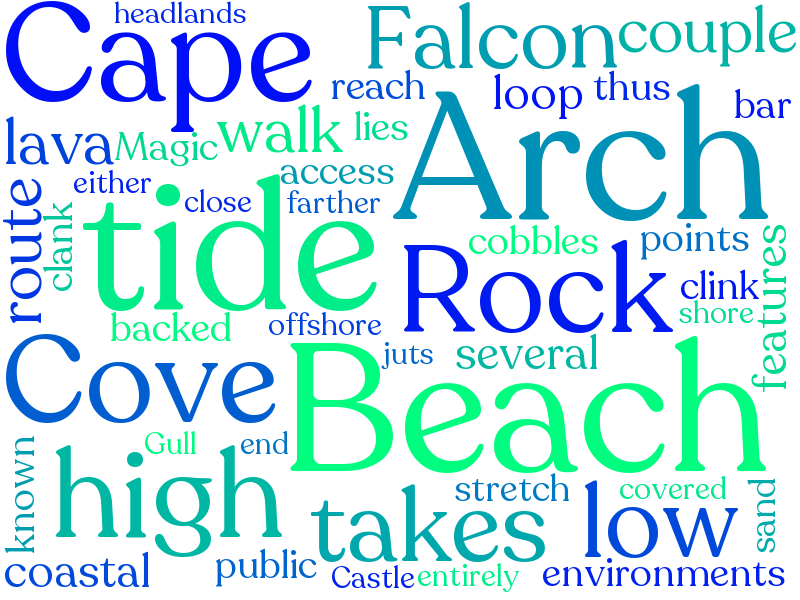 headlands
Cape
Falcon
couple
reach
loop
thus
bar
lava
Magic
walk
lies
Arch
either
close
access
farther
route
clank
tide
cobbles
points
Rock
clink
features
shore
backed
offshore
juts
several
Cove
Beach
known
Gull
end
high
takes
stretch
low
covered
sand
coastal
public
Castle
entirely
environments